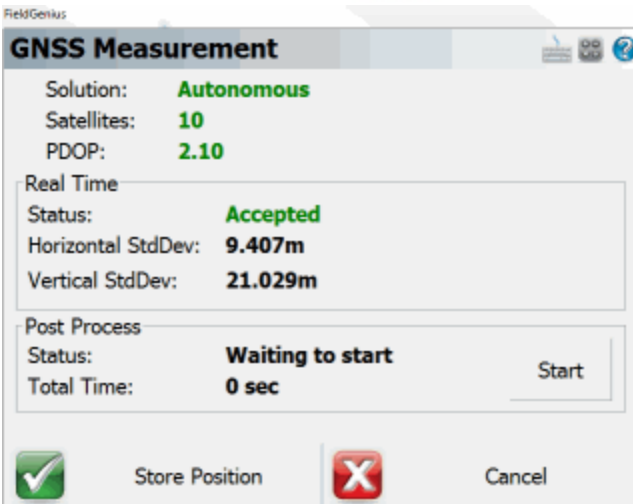 FieldGenius
GNSS Measurement
Solution: Autonomous
Satellites: 10
PDOP: 2.10
Real Time
Status: Accepted
Horizontal StdDev: 9.407m
Vertical StdDev: 21.029m
Post Process
Status: Waiting to start
Total Time: 0 sec
Start
Store Position
Cancel